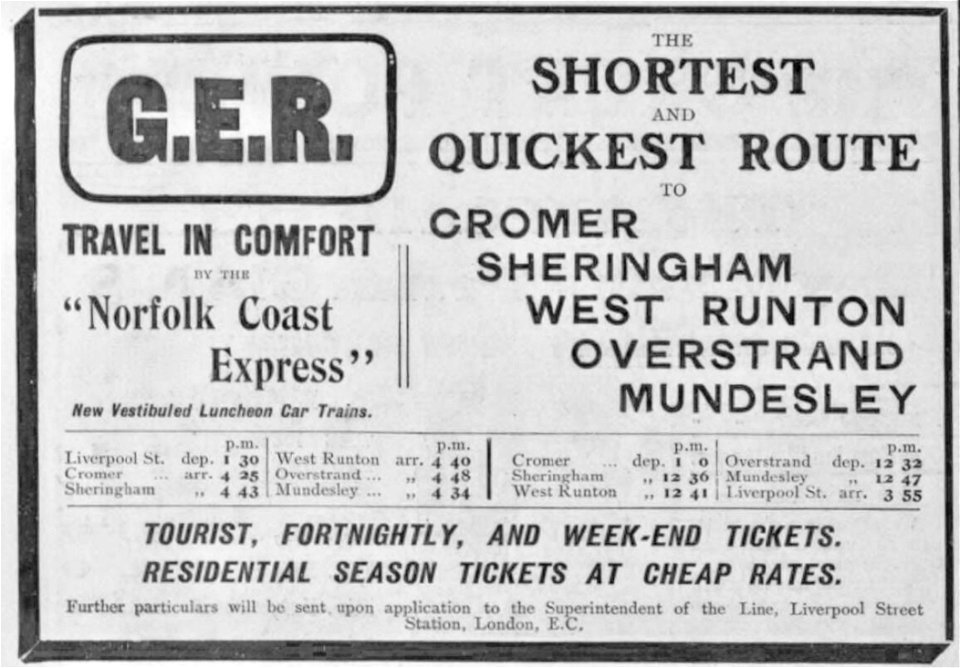 G.E.R.
TRAVEL IN COMFORT
BY THE
"Norfolk Coast
Express"
New Vestibuled Luncheon Car Trains.
THE
SHORTEST
AND
QUICKEST ROUTE
TO
CROMER
SHERINGHAM
WEST RUNTON
OVERSTRAND
MUNDESLEY
p.m.
Liverpool St. dep. 1 30
Cromer ... arr. 4 25
Sheringham „ 4 43
p.m.
West Runton arr. 4 40
Overstrand ... „ 4 48
Mundesley ... „ 4 34
p.m.
Cromer ... dep. 1 0
Sheringham „ 12 36
West Runton „ 12 41
p.m.
Overstrand dep. 12 32
Mundesley „ 12 47
Liverpool St. arr. 3 55
TOURIST, FORTNIGHTLY, AND WEEK-END TICKETS.
RESIDENTIAL SEASON TICKETS AT CHEAP RATES.
Further particulars will be sent upon application to the Superintendent of the Line, Liverpool Street
Station, London, E.C.